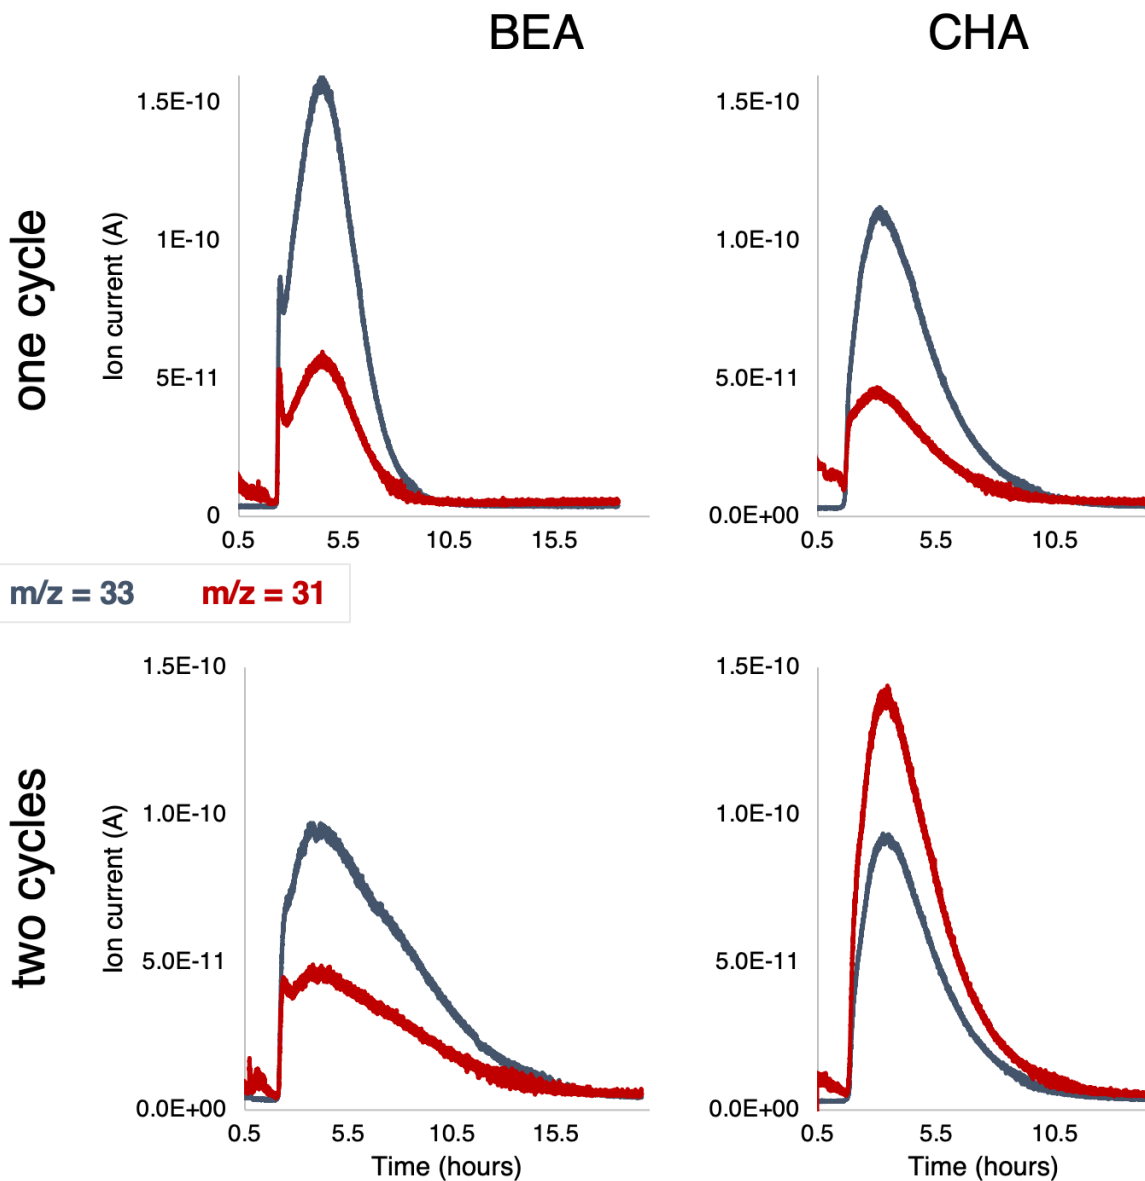 BEA
CHA
one cycle
Ion current (A)
1.5E-10
1E-10
5E-11
0
0.5 5.5 10.5 15.5
1.5E-10
1.0E-10
5.0E-11
0.0E+00
0.5 5.5 10.5
m/z = 33 m/z = 31
two cycles
Ion current (A)
1.5E-10
1.0E-10
5.0E-11
0.0E+00
0.5 5.5 10.5 15.5
Time (hours)
1.5E-10
1.0E-10
5.0E-11
0.0E+00
0.5 5.5 10.5
Time (hours)